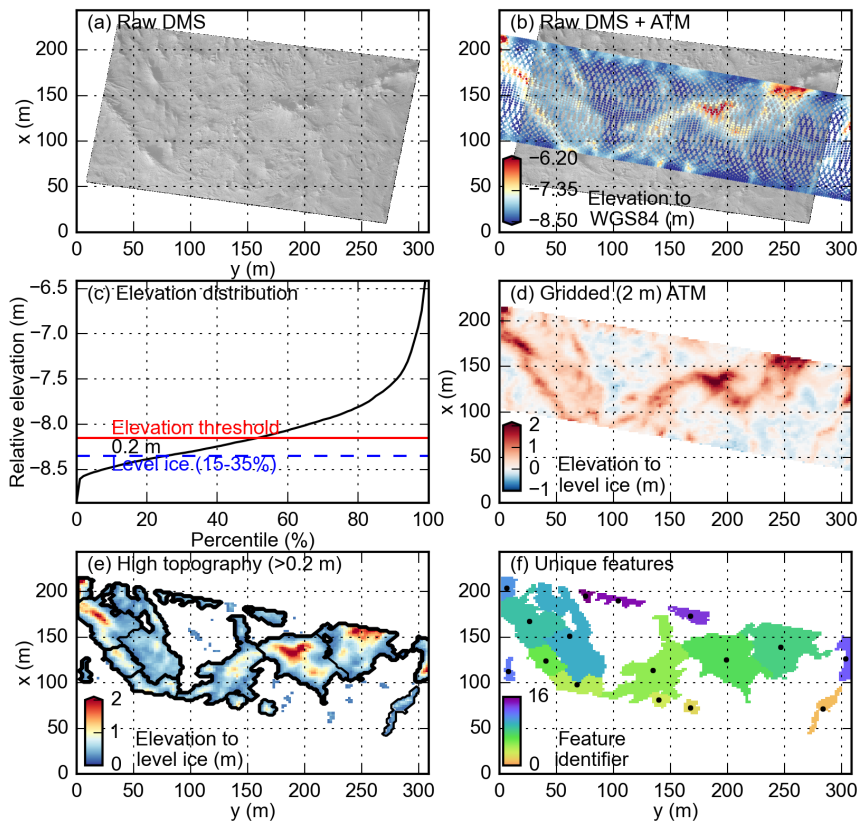 (a) Raw DMS
x (m)
200
150
100
50
0
0 50 100 150 200 250 300
y (m)
(b) Raw DMS + ATM
200
150
100
50
0
−6.20
−7.35
−8.50
Elevation to
WGS84 (m)
0 50 100 150 200 250 300
(c) Elevation distribution
Relative elevation (m)
−6.5
−7.0
−7.5
−8.0
−8.5
Elevation threshold
0.2 m
Level ice (15-35%)
0 20 40 60 80 100
Percentile (%)
(d) Gridded (2 m) ATM
x (m)
200
150
100
50
0
2
1
0
−1
Elevation to
level ice (m)
0 50 100 150 200 250 300
(e) High topography (>0.2 m)
x (m)
200
150
100
50
0
2
1
0
Elevation to
level ice (m)
0 50 100 150 200 250 300
y (m)
(f) Unique features
200
150
100
50
0
16
0
Feature
identifier
0 50 100 150 200 250 300
y (m)